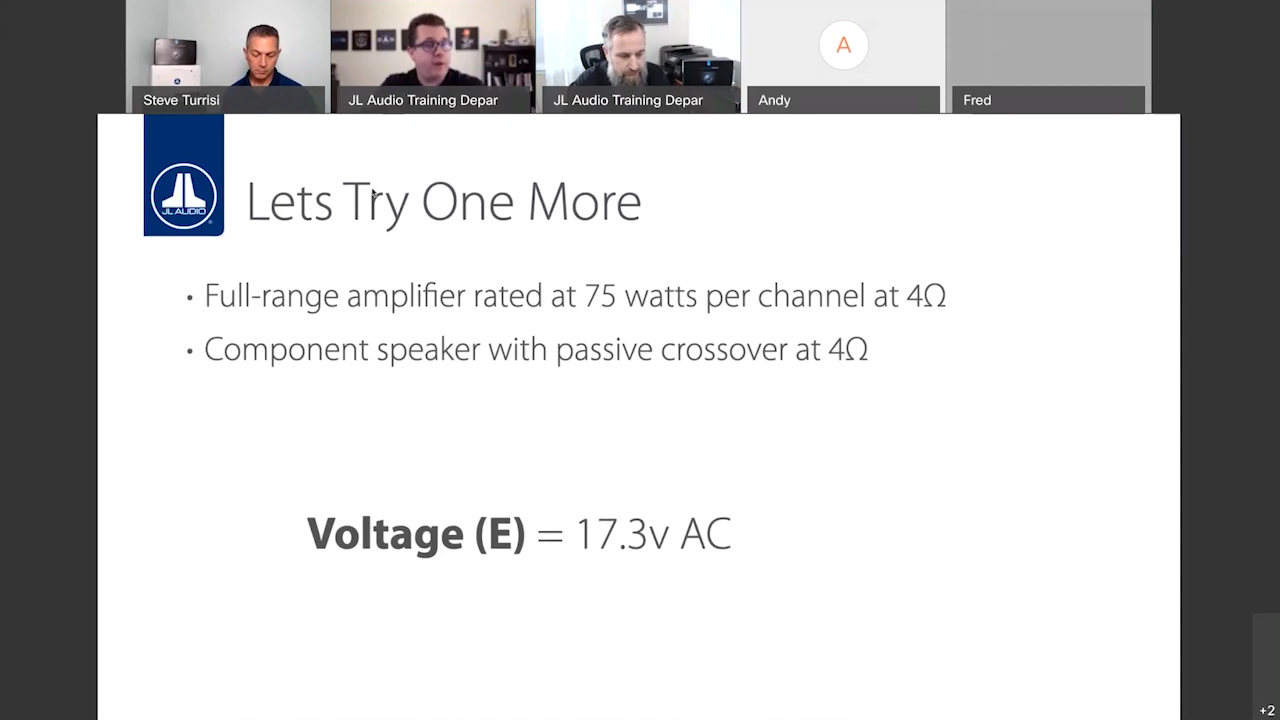 Steve Turrisi
JL Audio Training Depar
JL Audio Training Depar
A
Andy
Fred
JL AUDIO
Lets Try One More
• Full-range amplifier rated at 75 watts per channel at 4Ω
• Component speaker with passive crossover at 4Ω
Voltage (E) = 17.3v AC
+2